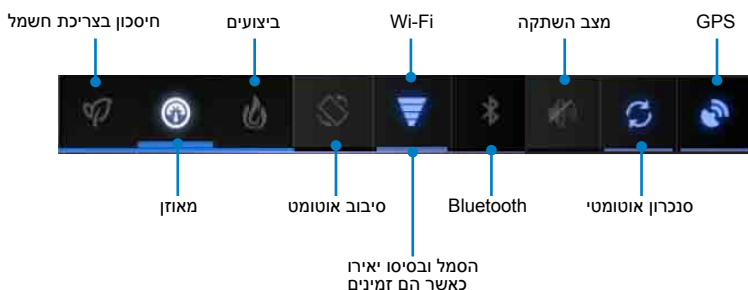 חיסכון בצריכת חשמל
ביצועים
Wi-Fi
מצב השתקה
GPS
מאוזן
סיבוב אוטומט
Bluetooth
סנכרון אוטומטי
הסמל ובסיסו יאירו
כאשר הם זמינים